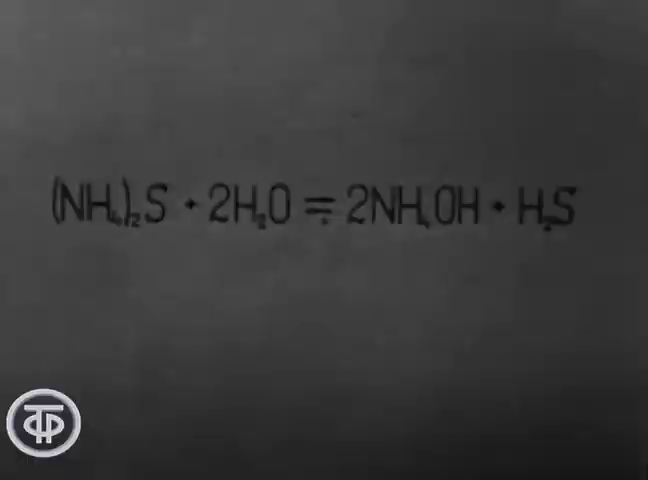 (NH₄)₂S + 2H₂O ⇌ 2NH₄OH + H₂S